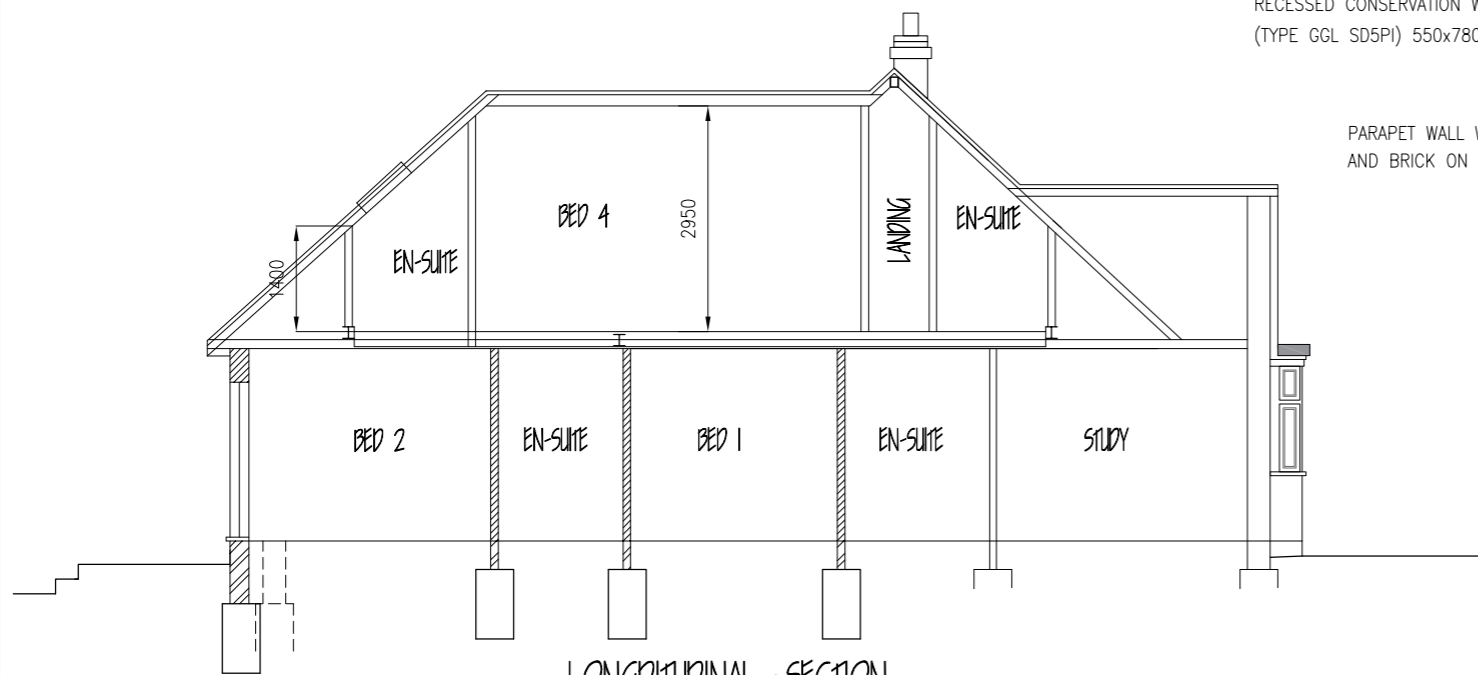 RECESSED CONSERVATION
(TYPE GGL SD5PI) 550x780
PARAPET WALL
AND BRICK ON
BED 4
2950
LANDING
EN-SUITE
EN-SUITE
1400
BED 2
EN-SUITE
BED 1
EN-SUITE
STUDY
SECTION